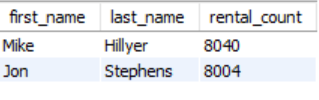 first_name last_name rental_count
Mike Hillyer 8040
Jon Stephens 8004